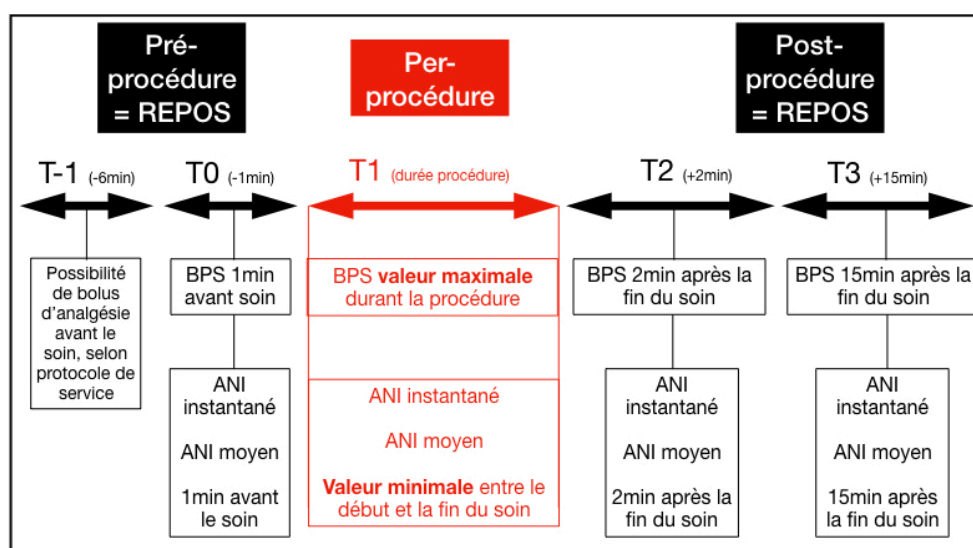 Pré-
procédure
= REPOS
Per-
procédure
Post-
procédure
= REPOS
T-1 (-6min)
T0 (-1min)
T1 (durée procédure)
T2 (+2min)
T3 (+15min)
Possibilité
de bolus
d'analgésie
avant le
soin, selon
protocole de
service
BPS 1min
avant soin
BPS valeur maximale
durant la procédure
BPS 2min après la
fin du soin
BPS 15min après la
fin du soin
ANI
instantané
ANI moyen
1min avant
le soin
ANI instantané
ANI moyen
Valeur minimale entre le
début et la fin du soin
ANI
instantané
ANI moyen
2min après la
fin du soin
ANI
instantané
ANI moyen
15min après
la fin du soin